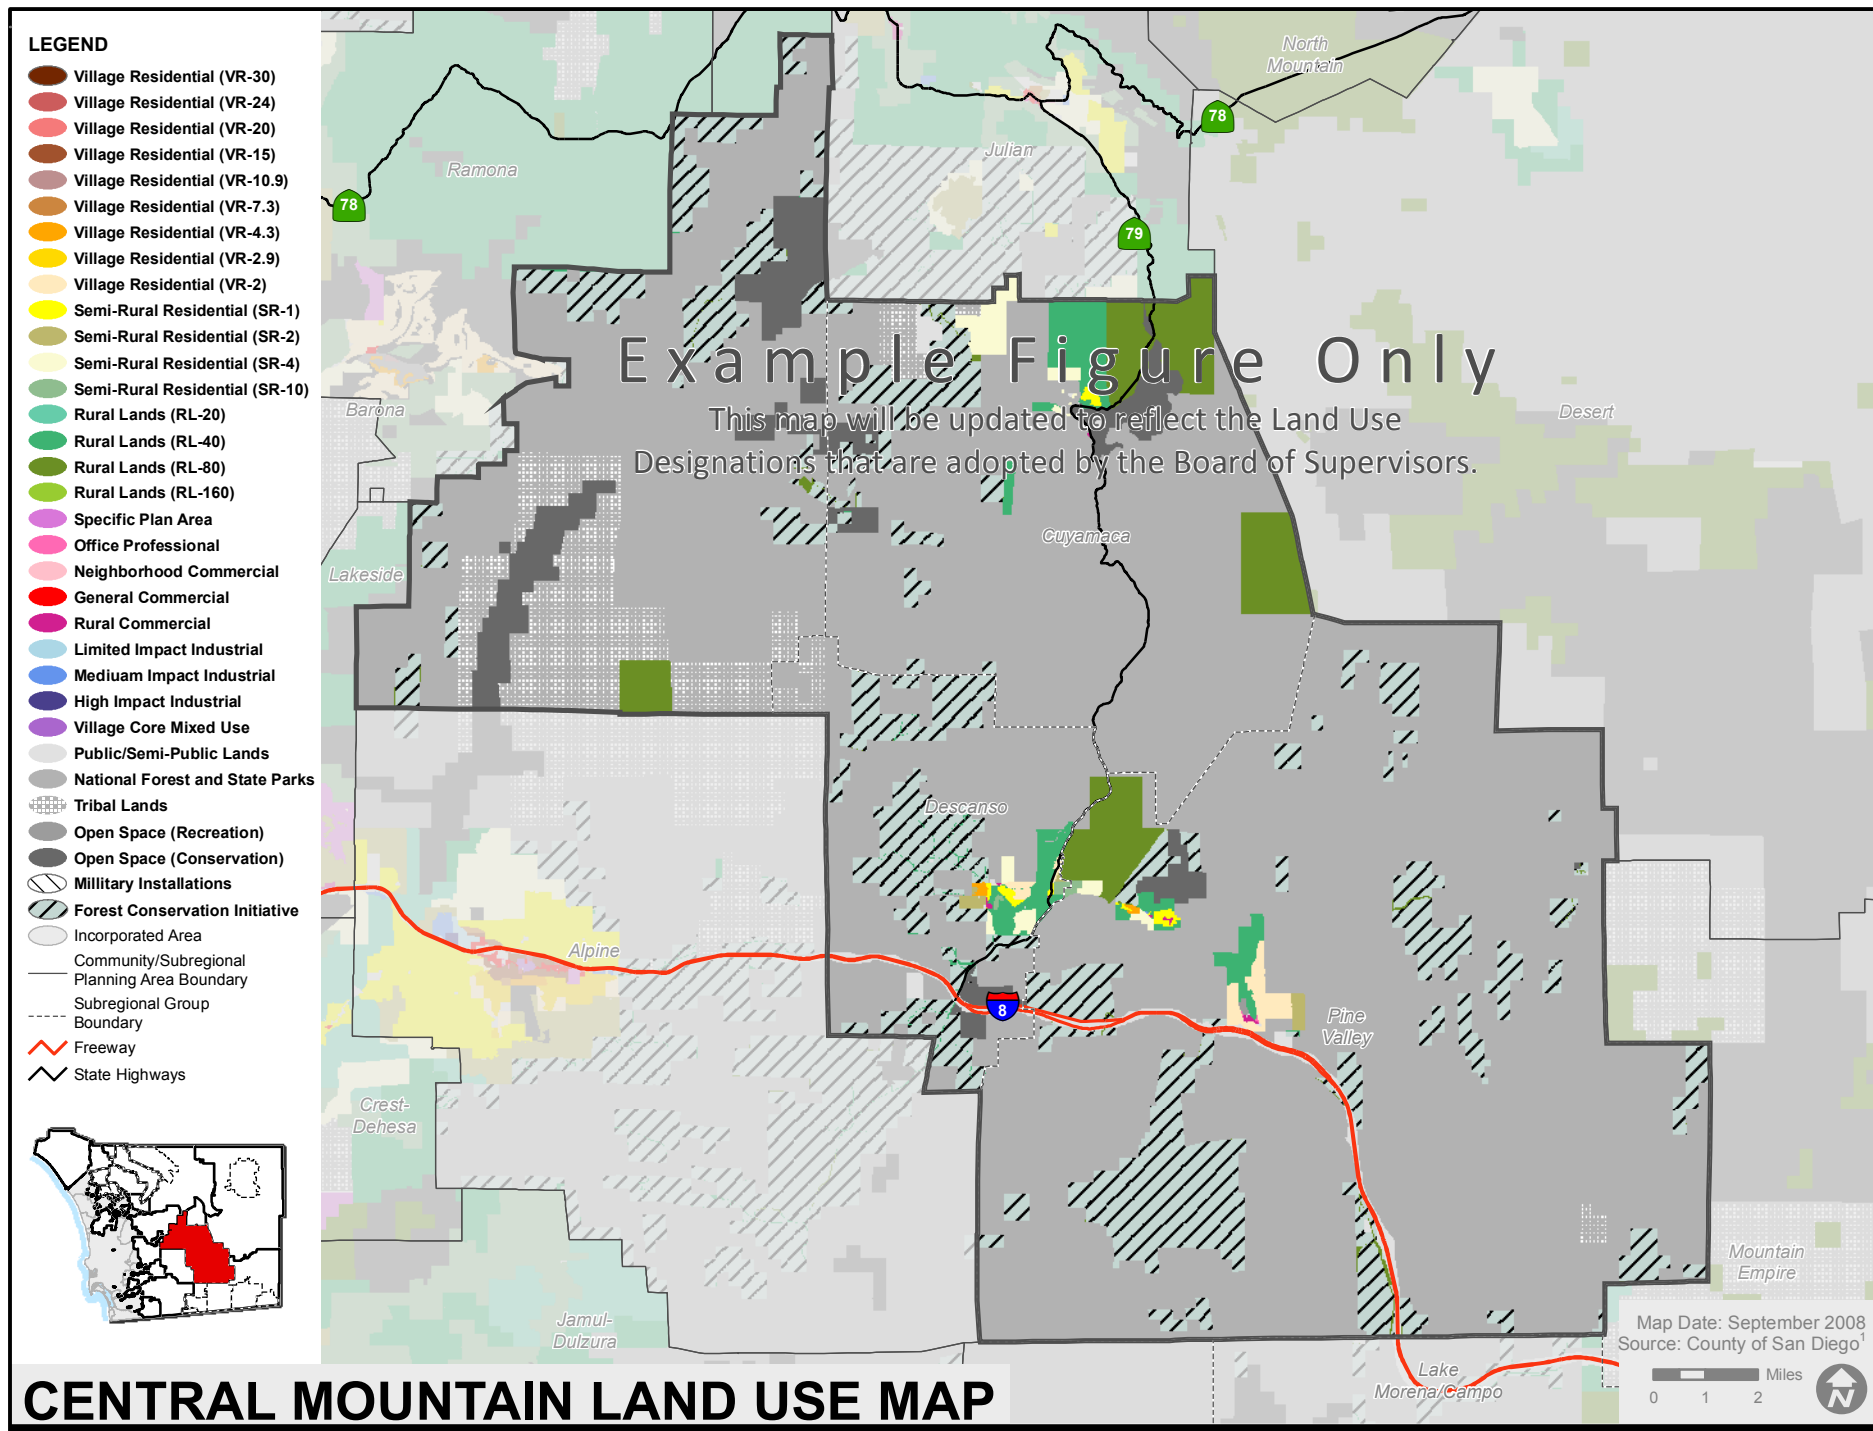 LEGEND
Village Residential (VR-30)
Village Residential (VR-24)
Village Residential (VR-20)
Village Residential (VR-15)
Village Residential (VR-10.9)
Village Residential (VR-7.3)
Village Residential (VR-4.3)
Village Residential (VR-2.9)
Village Residential (VR-2)
Semi-Rural Residential (SR-1)
Semi-Rural Residential (SR-2)
Semi-Rural Residential (SR-4)
Semi-Rural Residential (SR-10)
Rural Lands (RL-20)
Rural Lands (RL-40)
Rural Lands (RL-80)
Rural Lands (RL-160)
Specific Plan Area
Office Professional
Neighborhood Commercial
General Commercial
Rural Commercial
Limited Impact Industrial
Mediuam Impact Industrial
High Impact Industrial
Village Core Mixed Use
Public/Semi-Public Lands
National Forest and State Parks
Tribal Lands
Open Space (Recreation)
Open Space (Conservation)
Millitary Installations
Forest Conservation Initiative
Incorporated Area
Community/Subregional
Planning Area Boundary
Subregional Group
Boundary
Freeway
State Highways
North
Mountain
78
Julian
Ramona
78
79
Example Figure Only
This map will be updated to reflect the Land Use
Designations that are adopted by the Board of Supervisors.
Barona
Desert
Cuyamaca
Lakeside
Descanso
Alpine
8
Pine
Valley
Crest-
Dehesa
Mountain
Empire
Jamul-
Dulzura
Lake
Morena/Campo
Map Date: September 2008
Source: County of San Diego1
Miles
0 1 2
N
CENTRAL MOUNTAIN LAND USE MAP